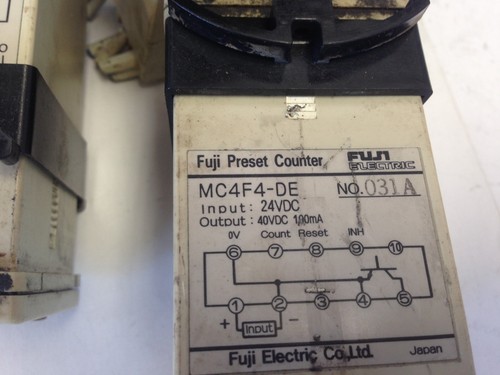 Fuji Preset Counter FUJI ELECTRIC
MC4F4-DE NO.031A
Input: 24VDC
Output: 40VDC 100mA
0V Count Reset INH
6 7 8 9 10
1 2 3 4 5
+ Input -
Fuji Electric Co.,Ltd. Japan